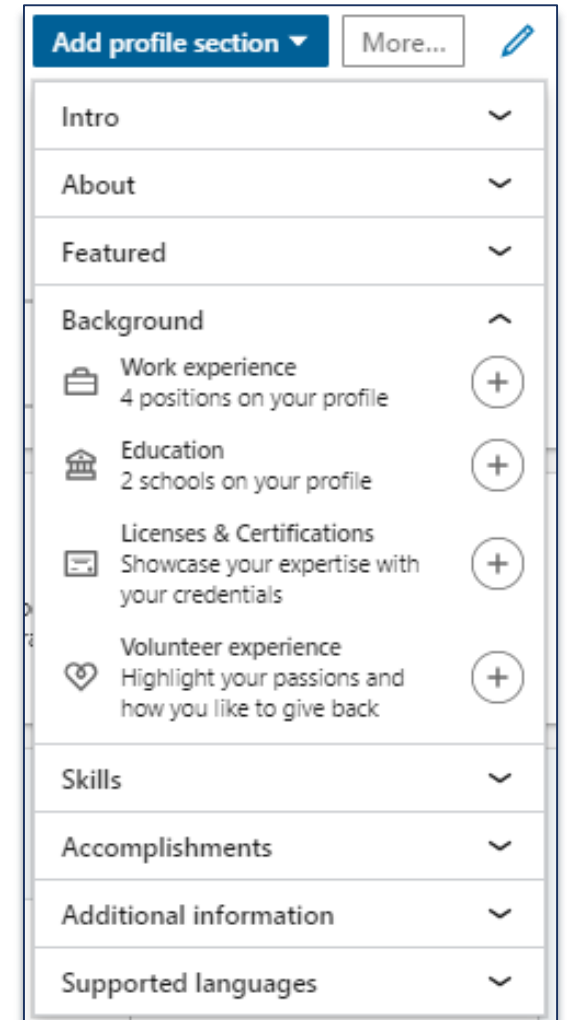 Add profile section
More...
Intro
About
Featured
Background
Work experience
4 positions on your profile
Education
2 schools on your profile
Licenses & Certifications
Showcase your expertise with
your credentials
Volunteer experience
Highlight your passions and
how you like to give back
Skills
Accomplishments
Additional information
Supported languages